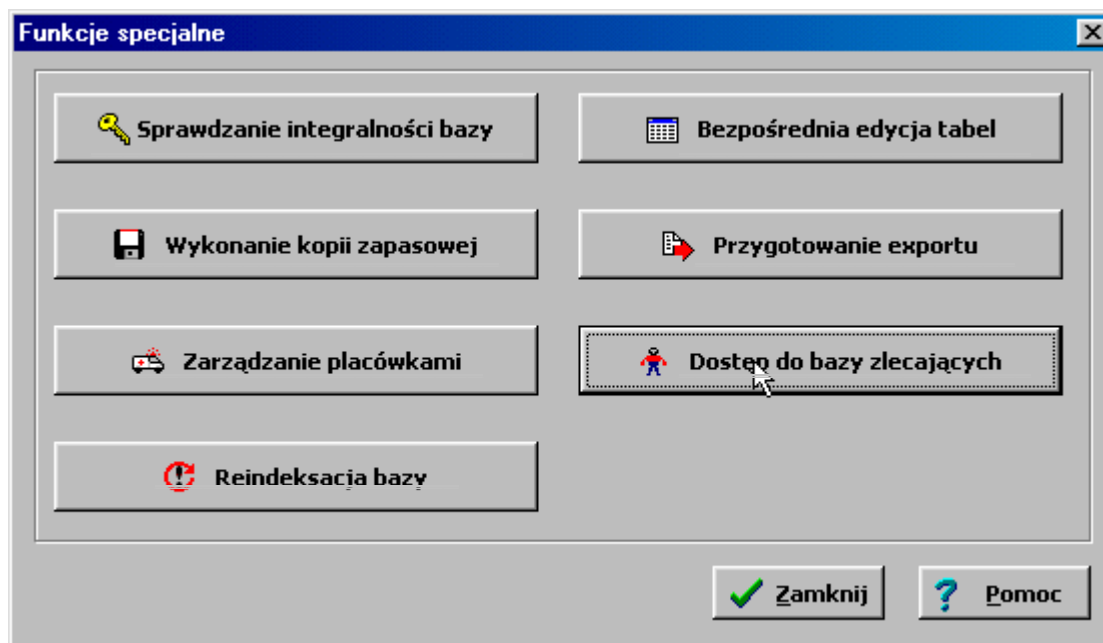 Funkcje specjalne
Sprawdzanie integralności bazy
Bezpośrednia edycja tabel
Wykonanie kopii zapasowej
Przygotowanie exportu
Zarządzanie placówkami
Dostęp do bazy zlecających
Reindeksacja bazy
Zamknij
Pomoc